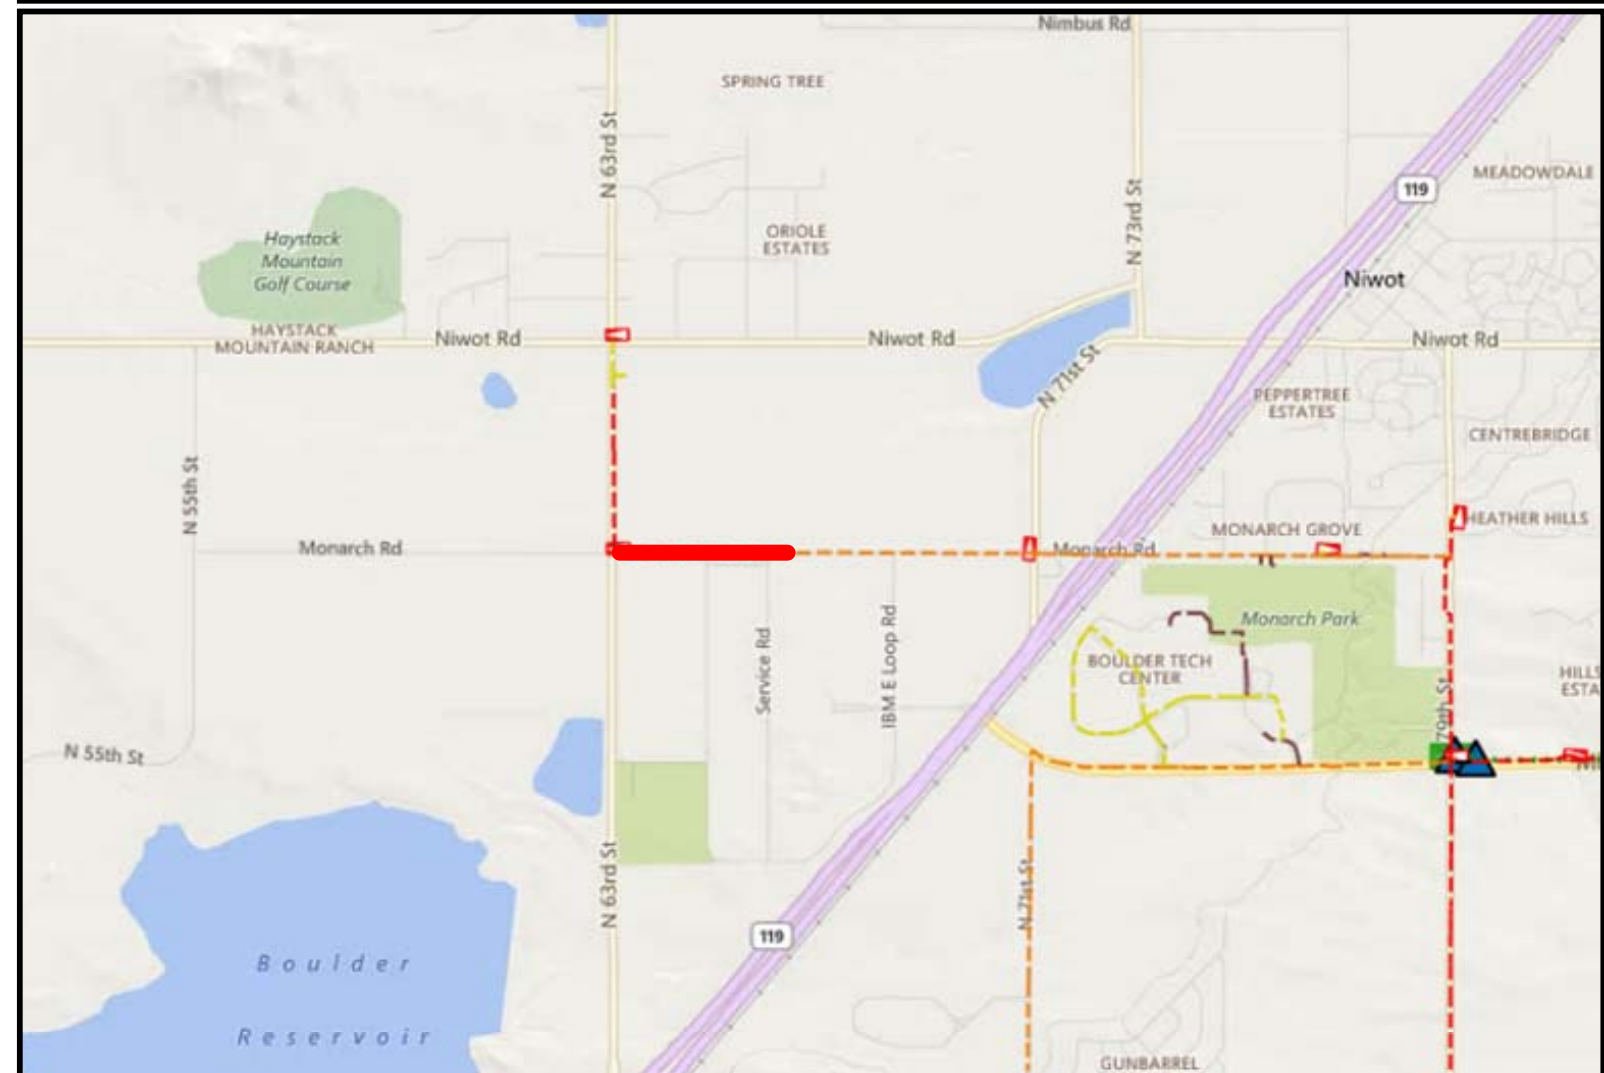 Nimbus Rd
SPRING TREE
N 63rd St
N 73rd St
119
MEADOWDALE
Haystack
Mountain
Golf Course
ORIOLE
ESTATES
Niwot
HAYSTACK
MOUNTAIN RANCH
Niwot Rd
Niwot Rd
Niwot Rd
N 71st St
PEPPERTREE
ESTATES
CENTREBRIDGE
N 55th St
Monarch Rd
Monarch Rd
MONARCH GROVE
HEATHER HILLS
Monarch Park
Service Rd
IBM E Loop Rd
BOULDER TECH
CENTER
HILLS
ESTA
79th St
N 55th St
N 63rd St
N 71st St
119
Boulder
Reservoir
GUNBARREL